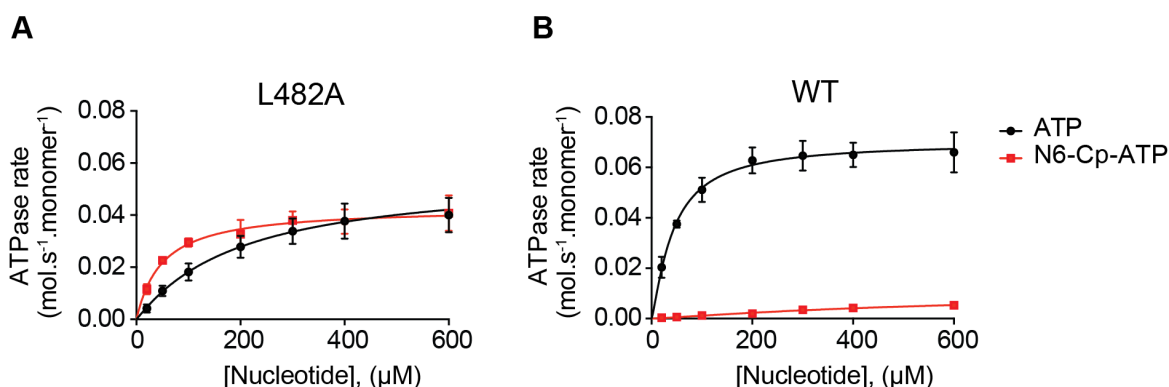 A
L482A
ATPase rate
(mol.s⁻¹.monomer⁻¹)
0.08
0.06
0.04
0.02
0.00
0 200 400 600
[Nucleotide], (µM)
B
WT
ATPase rate
(mol.s⁻¹.monomer⁻¹)
0.08
0.06
0.04
0.02
0.00
0 200 400 600
[Nucleotide], (µM)
ATP
N6-Cp-ATP